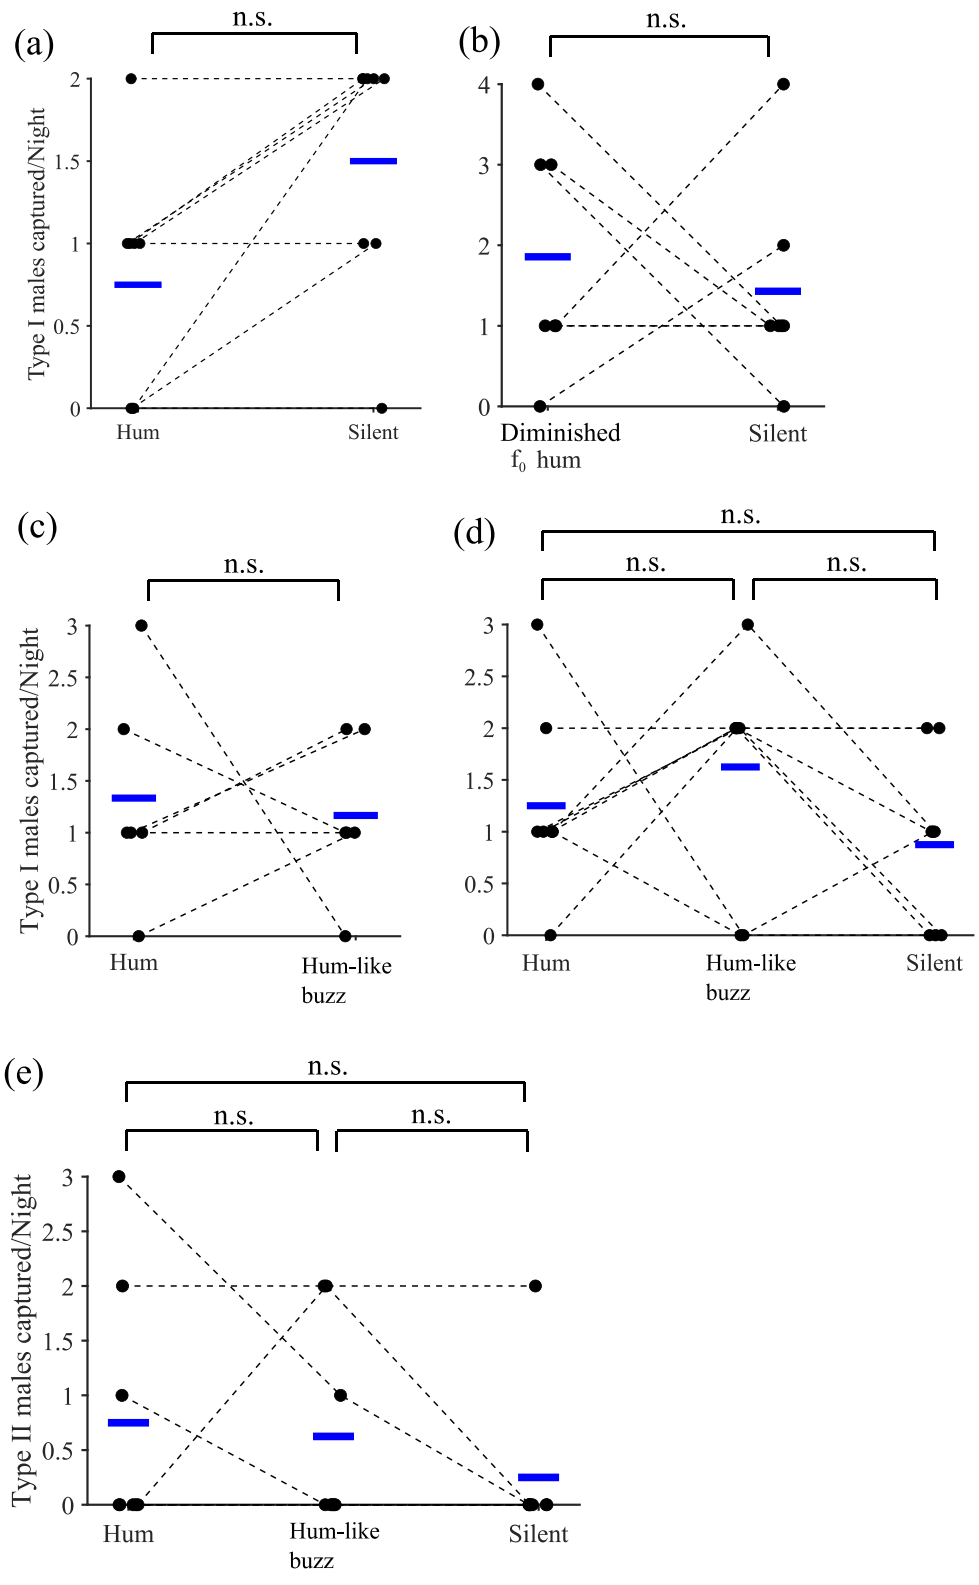 (a)
n.s.
Type I males captured/Night
2
1.5
1
0.5
0
Hum
Silent
(b)
n.s.
4
3
2
1
0
Diminished
f0 hum
Silent
(c)
n.s.
Type I males captured/Night
3
2.5
2
1.5
1
0.5
0
Hum
Hum-like
buzz
(d)
n.s.
n.s.
n.s.
3
2.5
2
1.5
1
0.5
0
Hum
Hum-like
buzz
Silent
(e)
n.s.
n.s.
n.s.
Type II males captured/Night
3
2.5
2
1.5
1
0.5
0
Hum
Hum-like
buzz
Silent